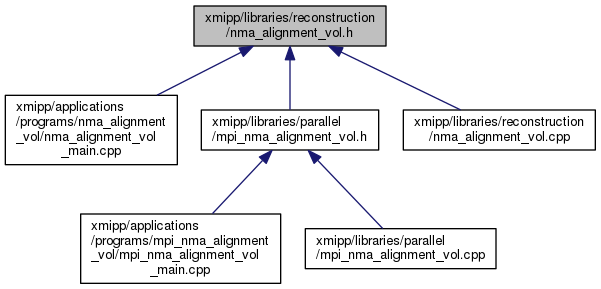 xmipp/libraries/reconstruction
/nma_alignment_vol.h
xmipp/applications
/programs/nma_alignment
_vol/nma_alignment_vol
_main.cpp
xmipp/libraries/parallel
/mpi_nma_alignment_vol.h
xmipp/libraries/reconstruction
/nma_alignment_vol.cpp
xmipp/applications
/programs/mpi_nma_alignment
_vol/mpi_nma_alignment_vol
_main.cpp
xmipp/libraries/parallel
/mpi_nma_alignment_vol.cpp